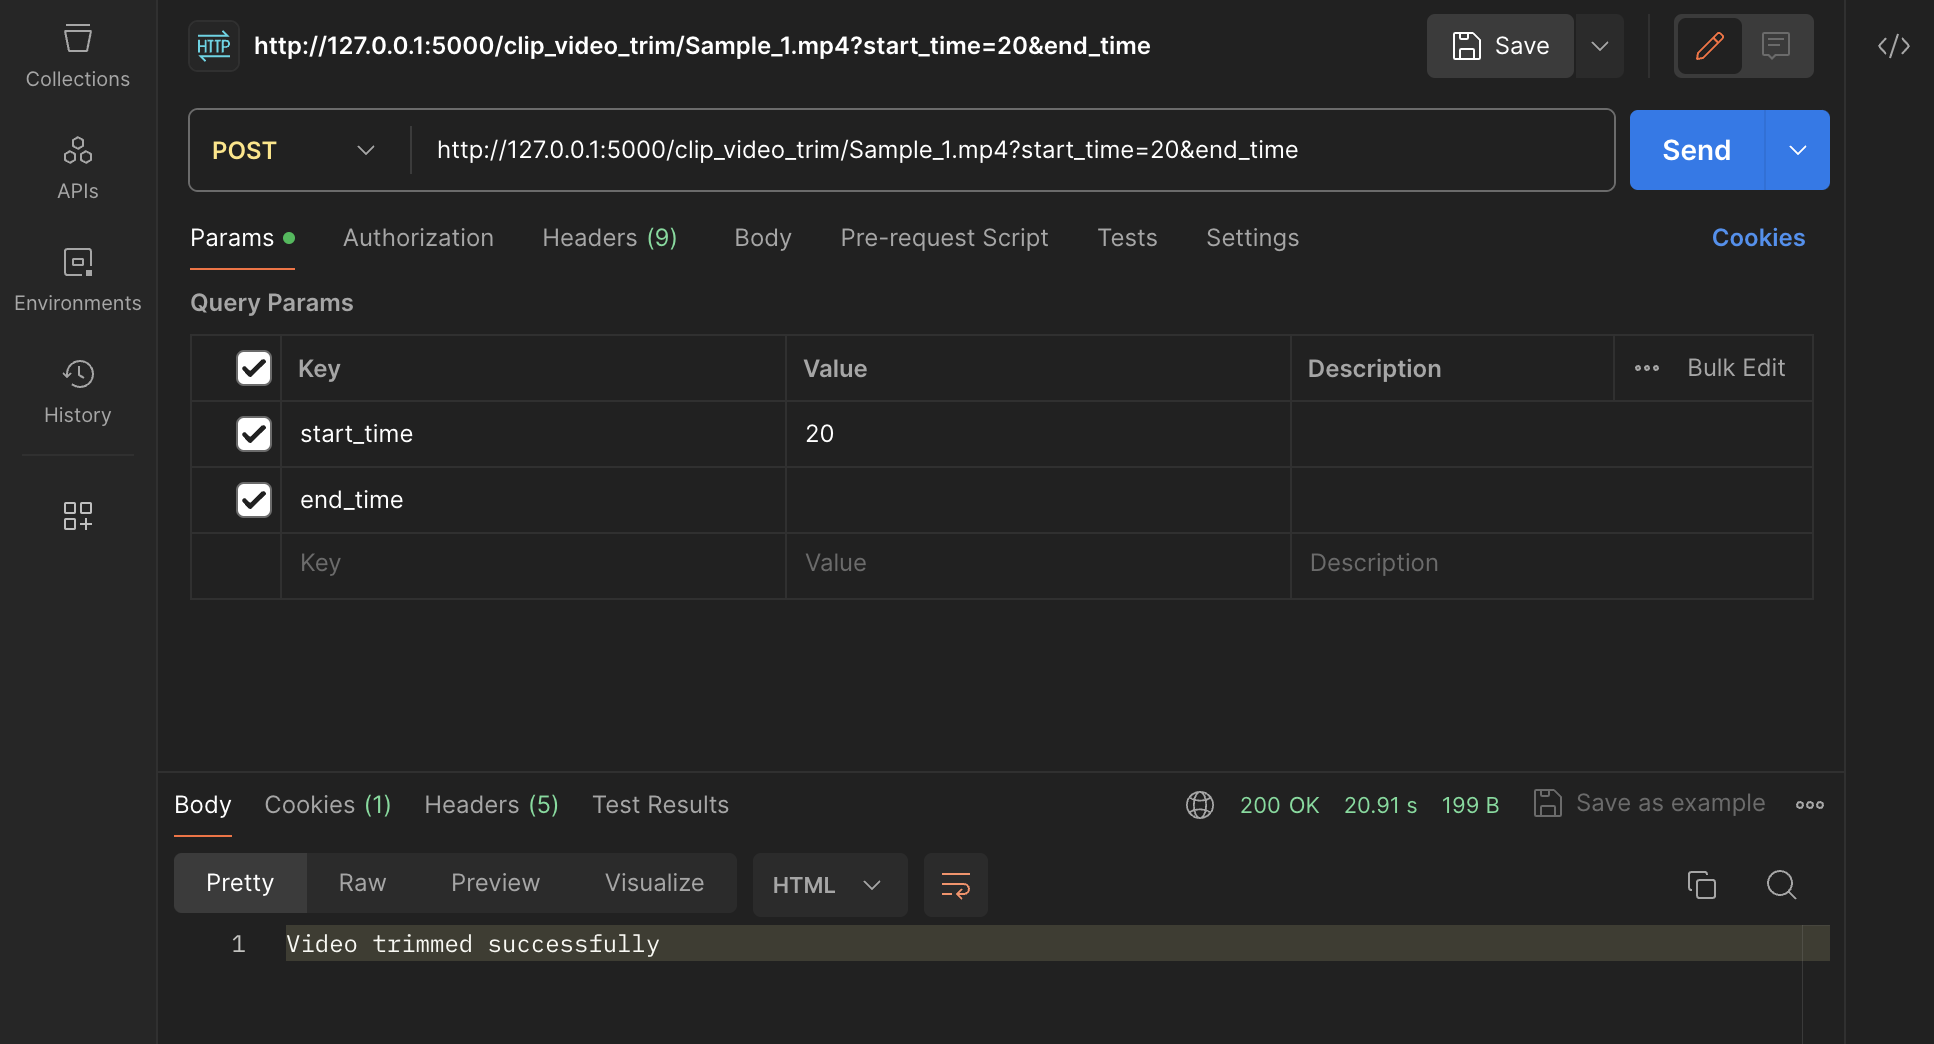 Collections
APIs
Environments
History
HTTP http://127.0.0.1:5000/clip_video_trim/Sample_1.mp4?start_time=20&end_time
Save
POST http://127.0.0.1:5000/clip_video_trim/Sample_1.mp4?start_time=20&end_time
Send
Params Authorization Headers (9) Body Pre-request Script Tests Settings Cookies
Query Params
Key Value Description Bulk Edit
start_time 20
end_time
Key Value Description
Body Cookies (1) Headers (5) Test Results 200 OK 20.91 s 199 B Save as example
Pretty Raw Preview Visualize HTML
1 Video trimmed successfully